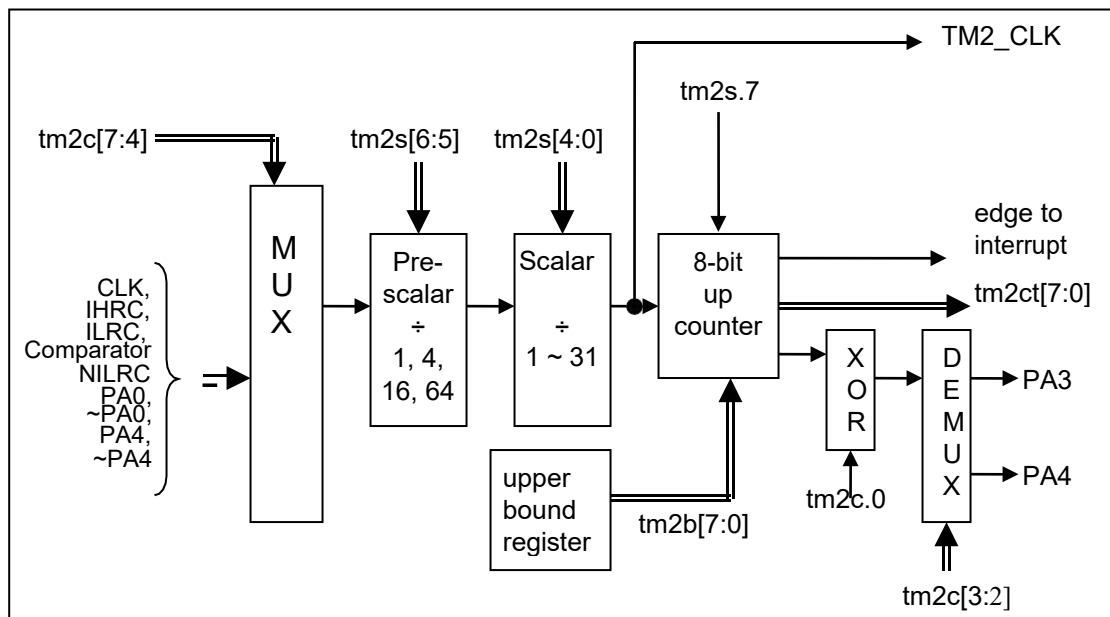 TM2_CLK
tm2s.7
tm2c[7:4]
tm2s[6:5]
tm2s[4:0]
edge to
interrupt
M
U
X
Pre-
scalar
÷
1, 4,
16, 64
Scalar
÷
1 ~ 31
8-bit
up
counter
tm2ct[7:0]
CLK,
IHRC,
ILRC,
Comparator
NILRC
PA0,
~PA0,
PA4,
~PA4
X
O
R
D
E
M
U
X
PA3
PA4
upper
bound
register
tm2b[7:0]
tm2c.0
tm2c[3:2]